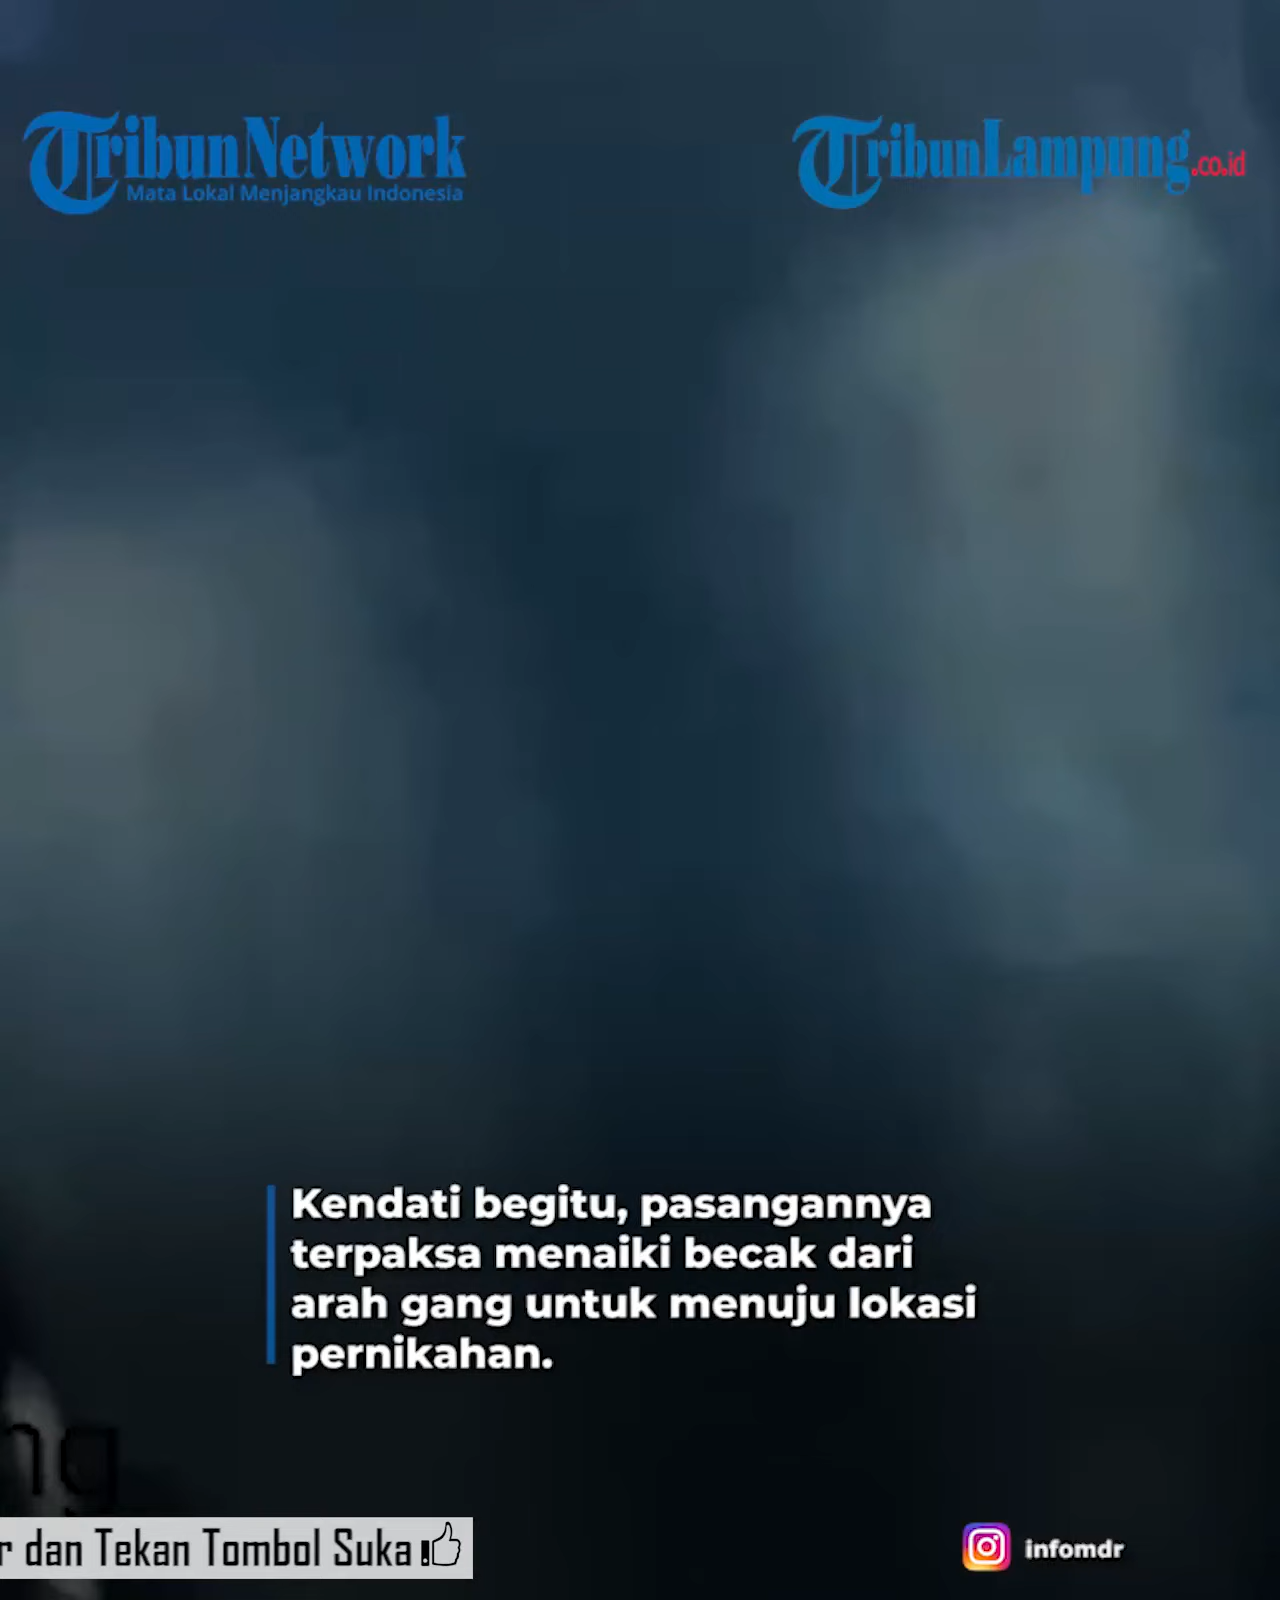 TribunNetwork
Mata Lokal Menjangkau Indonesia
TribunLampung.co.id
Kendati begitu, pasangannya
terpaksa menaiki becak dari
arah gang untuk menuju lokasi
pernikahan.
ng
r dan Tekan Tombol Suka
infomdr